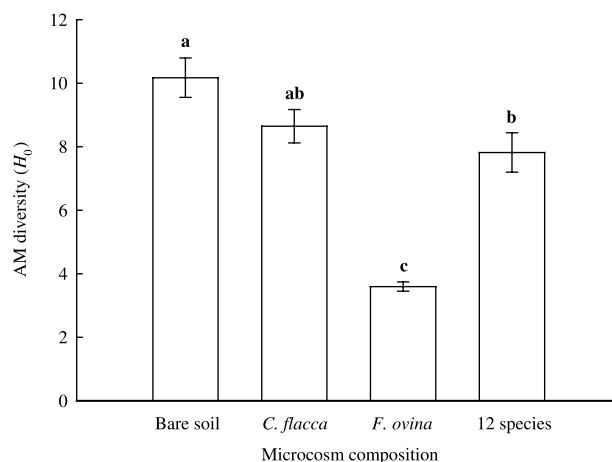 12
10
8
6
4
2
0
AM diversity (H0)
a
ab
c
b
Bare soil C. flacca F. ovina 12 species
Microcosm composition